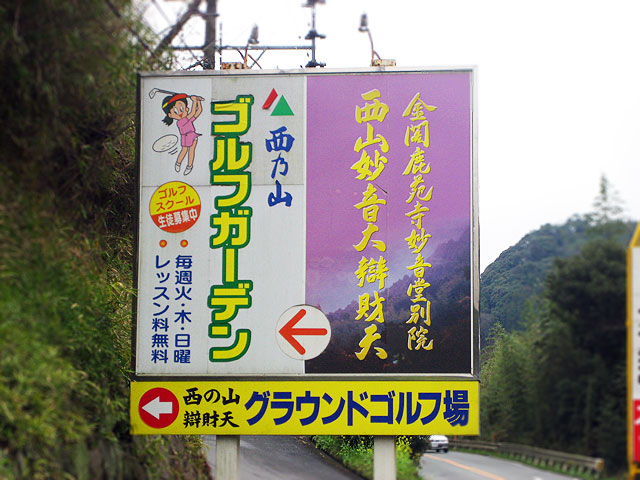 金閣鹿苑寺妙音堂別院
西山妙音大辯財天
西乃山
ゴルフガーデン
ゴルフ
スクール
生徒募集中
●毎週火・木・日曜
●レッスン料無料
西の山
辯財天
グラウンドゴルフ場